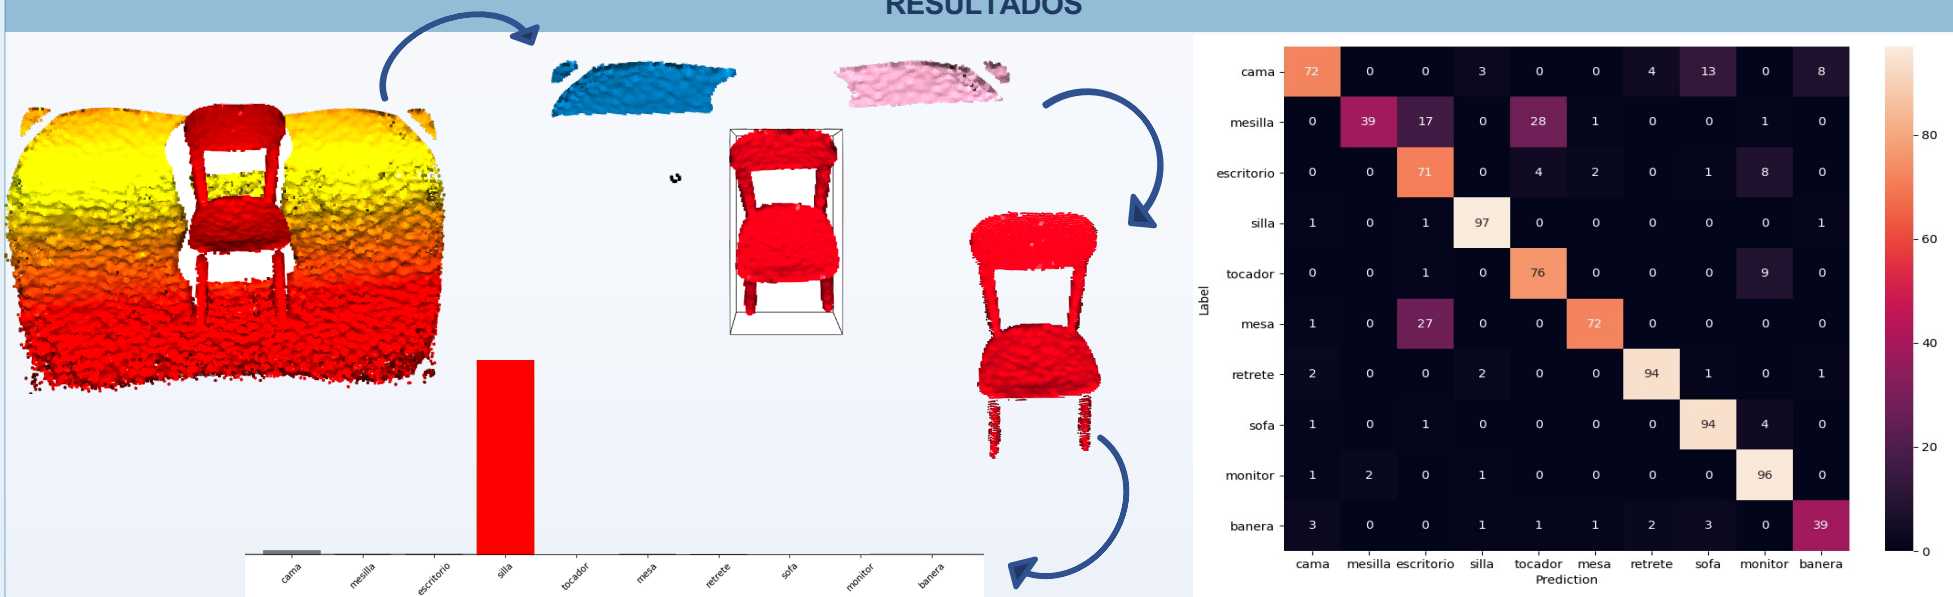 RESULTADOS
cama
mesilla
escritorio
silla
tocador
mesa
retrete
sofa
monitor
banera
Label
cama 72 0 0 3 0 0 4 13 0 8
mesilla 0 39 17 0 28 1 0 0 1 0
escritorio 0 0 71 0 4 2 0 1 8 0
silla 1 0 1 97 0 0 0 0 0 1
tocador 0 0 1 0 76 0 0 0 9 0
mesa 1 0 27 0 0 72 0 0 0 0
retrete 2 0 0 2 0 0 94 1 0 1
sofa 1 0 1 0 0 0 0 94 4 0
monitor 1 2 0 1 0 0 0 0 96 0
banera 3 0 0 1 1 1 2 3 0 39
cama mesilla escritorio silla tocador mesa retrete sofa monitor banera
Prediction
80
60
40
20
0